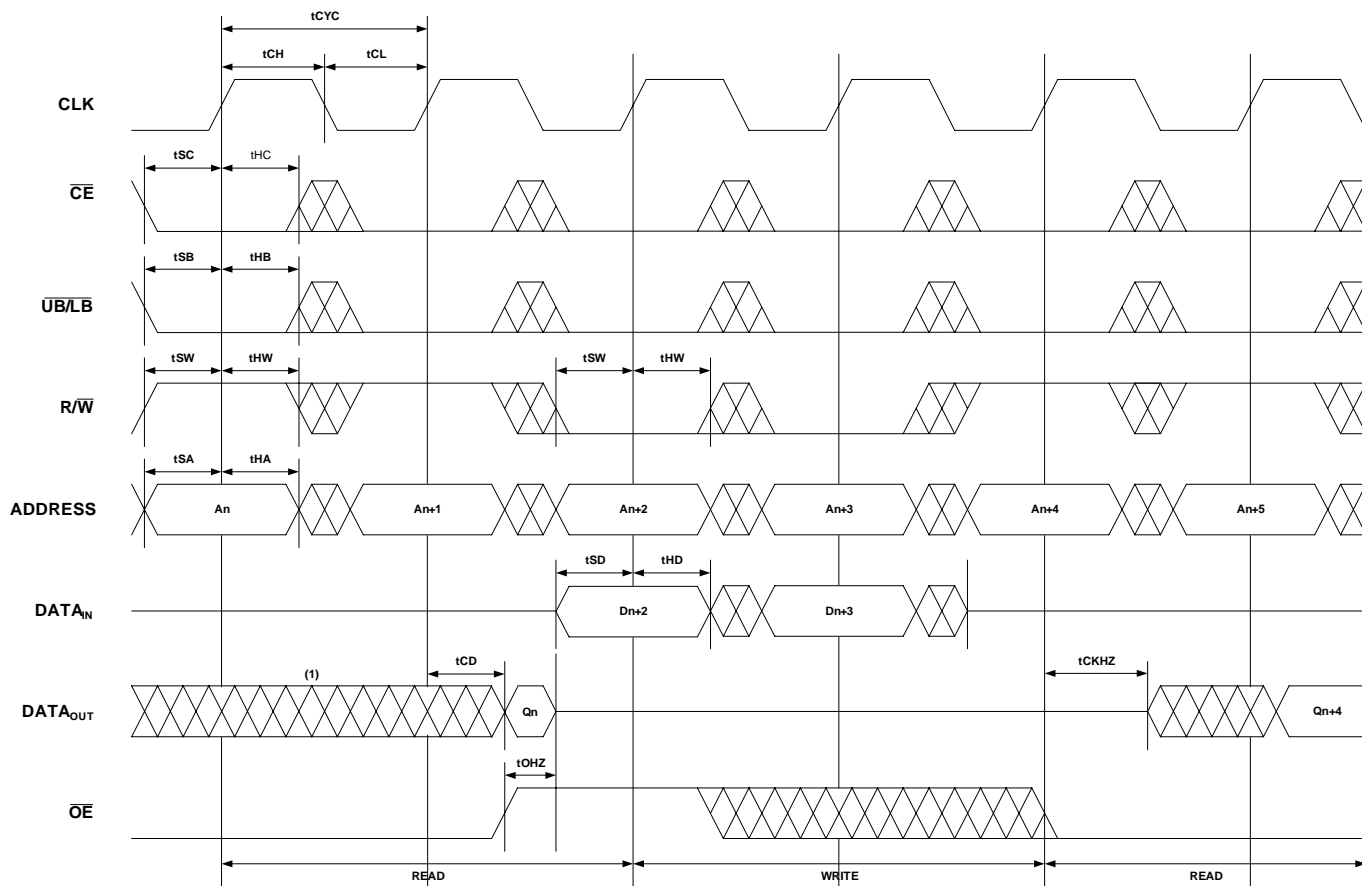 tCYC
tCH tCL
CLK
tSC tHC
CE
tSB tHB
UB/LB
tSW tHW tSW tHW
R/W
tSA tHA
ADDRESS An An+1 An+2 An+3 An+4 An+5
tSD tHD
DATAIN Dn+2 Dn+3
(1) tCD tCKHZ
DATAOUT Qn Qn+4
tOHZ
OE
READ WRITE READ